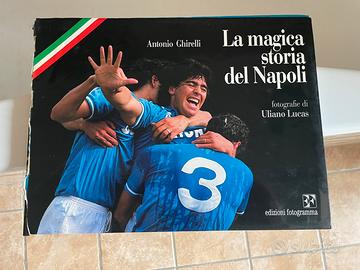 Antonio Ghirelli
La magica
storia
del Napoli
fotografie di
Uliano Lucas
3
edizioni fotogramma